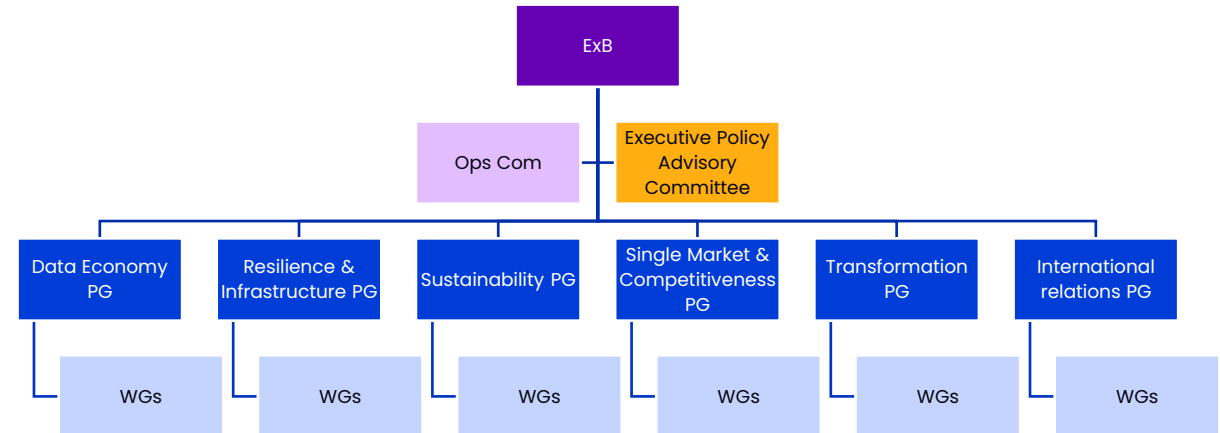 ExB
Ops Com
Executive Policy
Advisory
Committee
Data Economy
PG
Resilience &
Infrastructure PG
Sustainability PG
Single Market &
Competitiveness
PG
Transformation
PG
International
relations PG
WGs
WGs
WGs
WGs
WGs
WGs